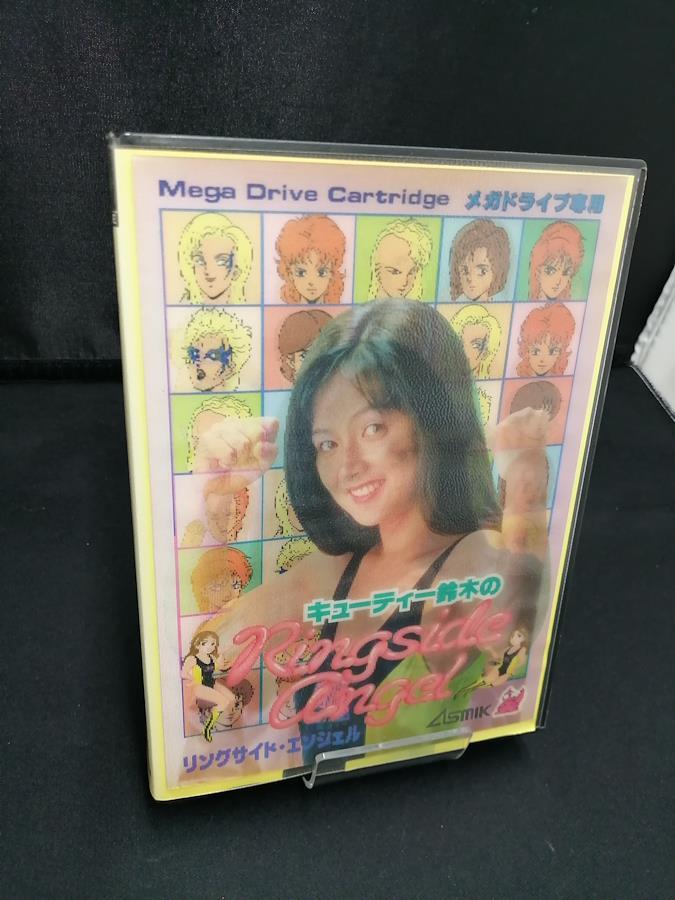 Mega Drive Cartridge メガドライブ専用
キューティー鈴木の
Ringside
Angel
ASMIK
リングサイド・エンジェル